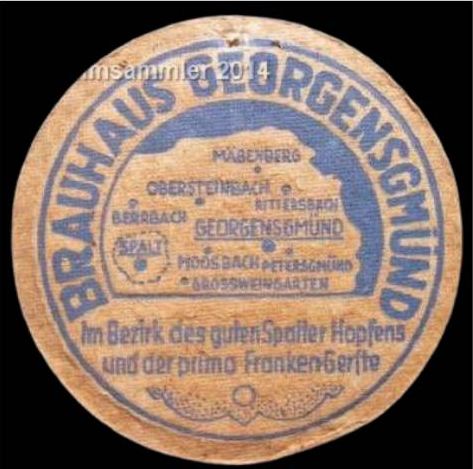 msammler 2014
BRAUHAUS GEORGENSGMÜND
MÄBENBERG
OBERSTEINBACH
RITTERSBACH
BERRBACH
GEORGENSGMÜND
SPALT
MOOSBACH PETERSGMÜND
GROSSWEINGARTEN
Im Bezirk des guten Spalter Hopfens
und der prima Franken-Gerste